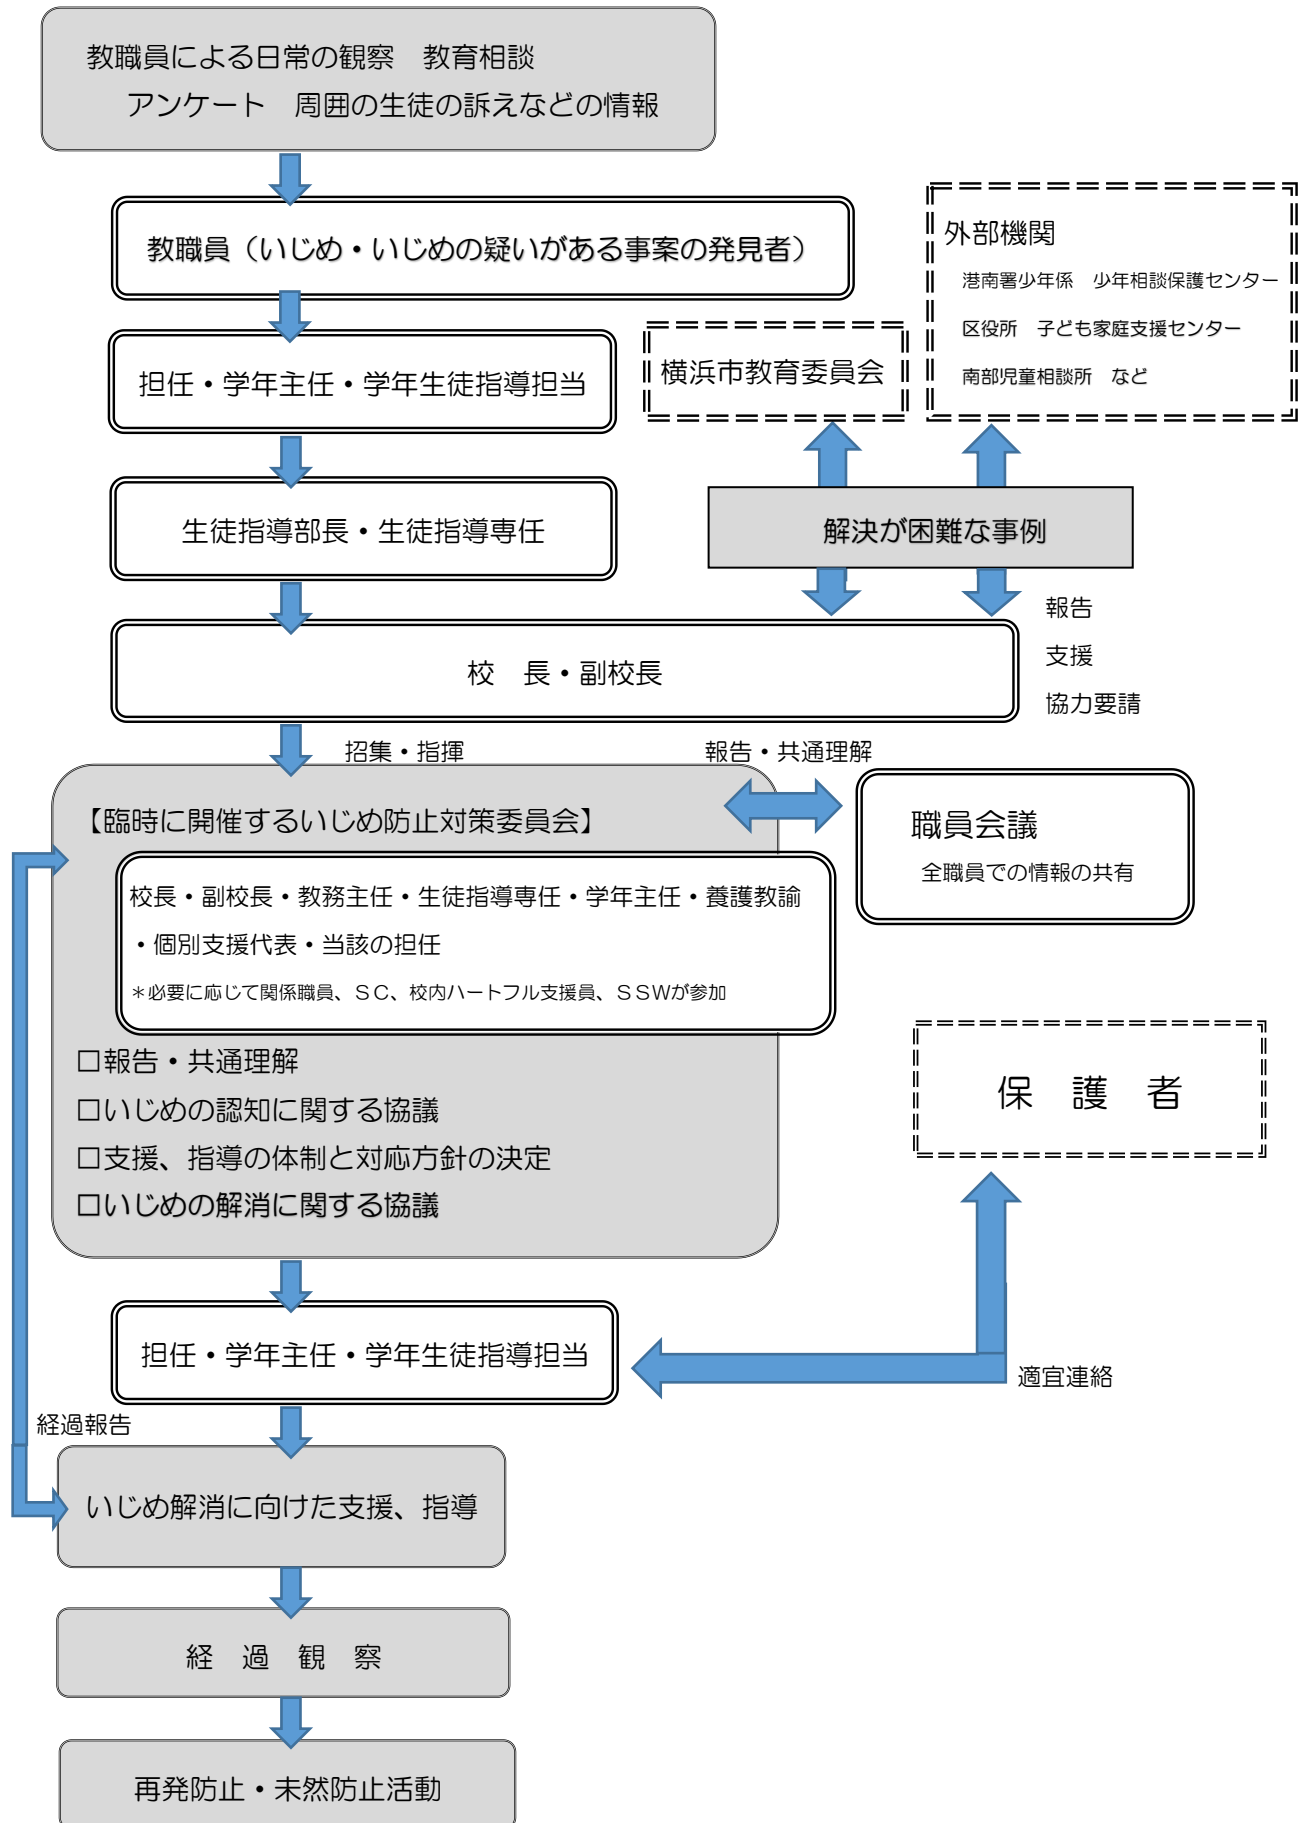 教職員による日常の観察　教育相談
アンケート　周囲の生徒の訴えなどの情報
教職員（いじめ・いじめの疑いがある事案の発見者）
外部機関
港南署少年係　少年相談保護センター
区役所　子ども家庭支援センター
南部児童相談所　など
横浜市教育委員会
担任・学年主任・学年生徒指導担当
生徒指導部長・生徒指導専任
解決が困難な事例
報告
支援
協力要請
校　長・副校長
招集・指揮
報告・共通理解
【臨時に開催するいじめ防止対策委員会】
職員会議
全職員での情報の共有
校長・副校長・教務主任・生徒指導専任・学年主任・養護教諭
・個別支援代表・当該の担任
＊必要に応じて関係職員、ＳＣ、校内ハートフル支援員、ＳＳＷが参加
□報告・共通理解
□いじめの認知に関する協議
□支援、指導の体制と対応方針の決定
□いじめの解消に関する協議
保　護　者
担任・学年主任・学年生徒指導担当
適宜連絡
経過報告
いじめ解消に向けた支援、指導
経　過　観　察
再発防止・未然防止活動